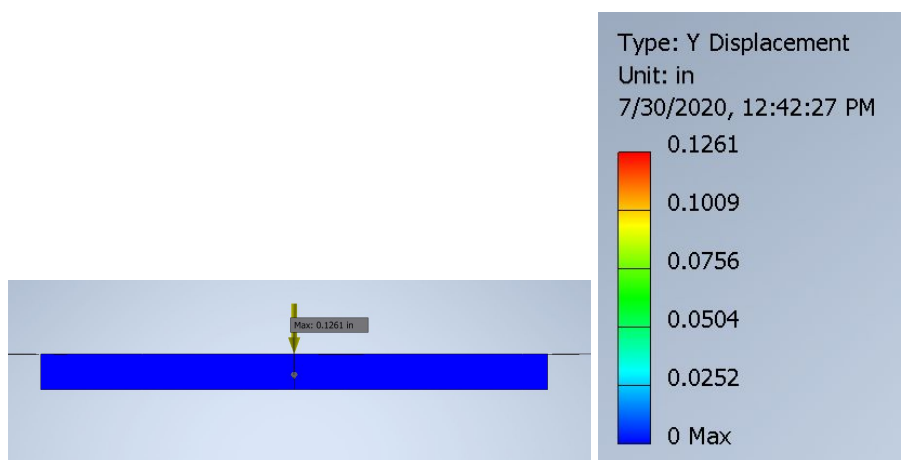 Max: 0.1261 in
Type: Y Displacement
Unit: in
7/30/2020, 12:42:27 PM
0.1261
0.1009
0.0756
0.0504
0.0252
0 Max